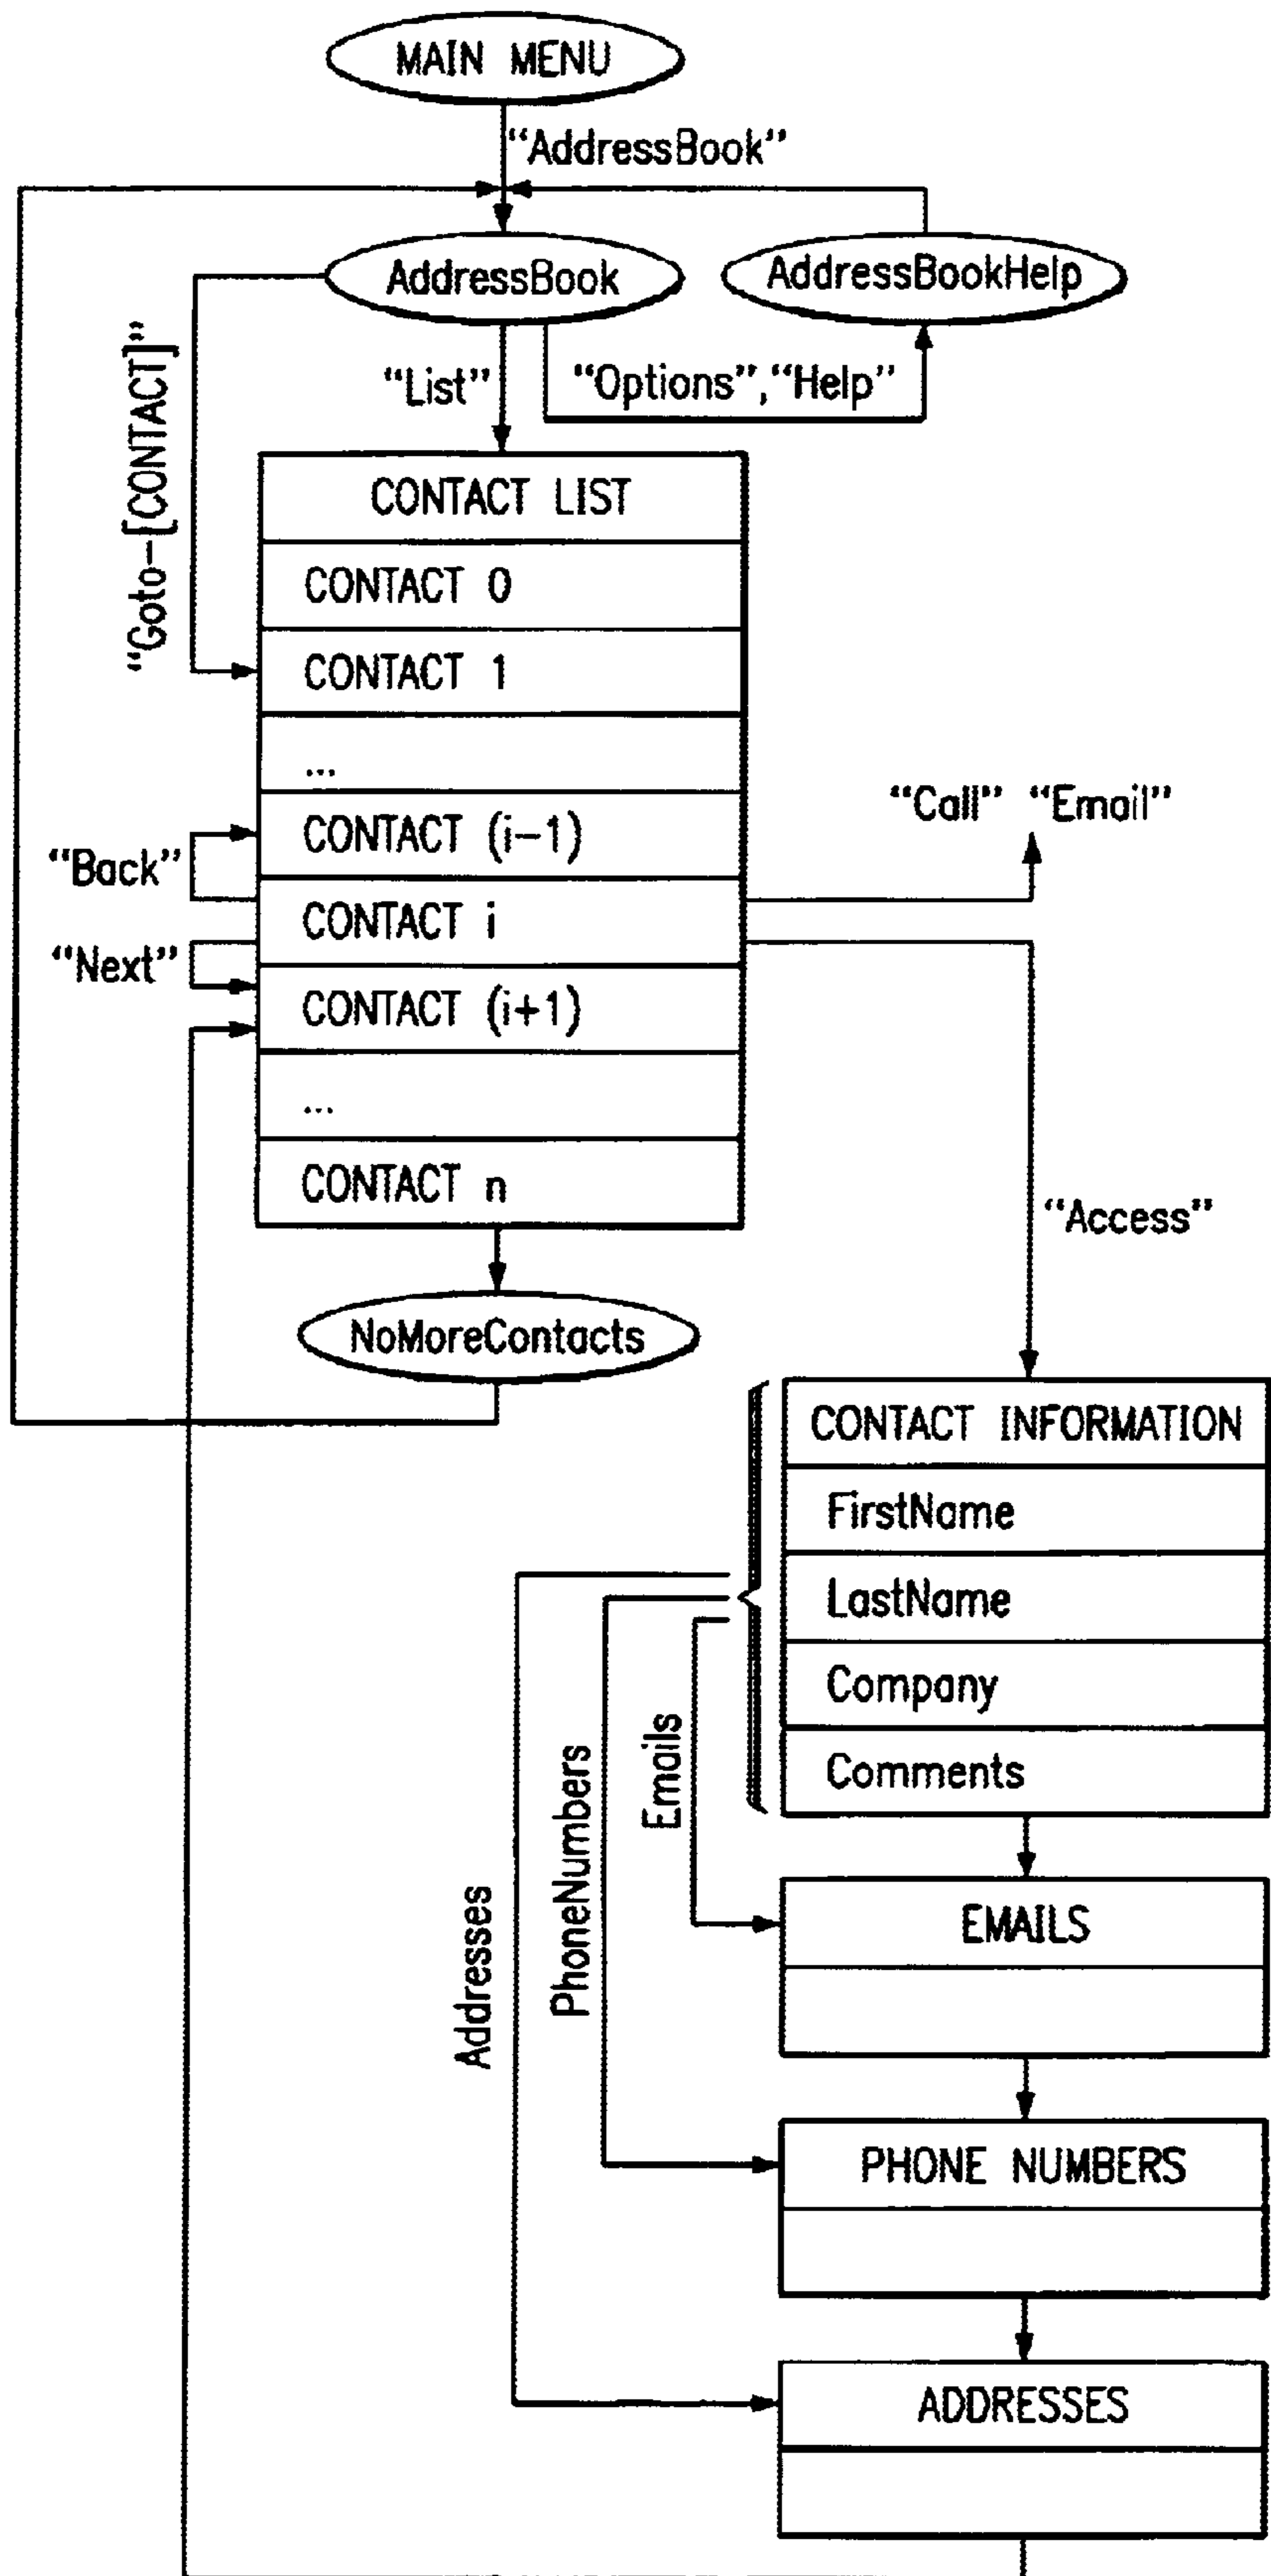 MAIN MENU
“AddressBook”
AddressBook
AddressBookHelp
“Goto-[CONTACT]”
“List”
“Options”,“Help”
CONTACT LIST
CONTACT 0
CONTACT 1
...
“Call” “Email”
CONTACT (i-1)
“Back”
CONTACT i
“Next”
CONTACT (i+1)
...
CONTACT n
“Access”
NoMoreContacts
CONTACT INFORMATION
FirstName
LastName
Company
Comments
Emails
PhoneNumbers
Addresses
EMAILS
PHONE NUMBERS
ADDRESSES